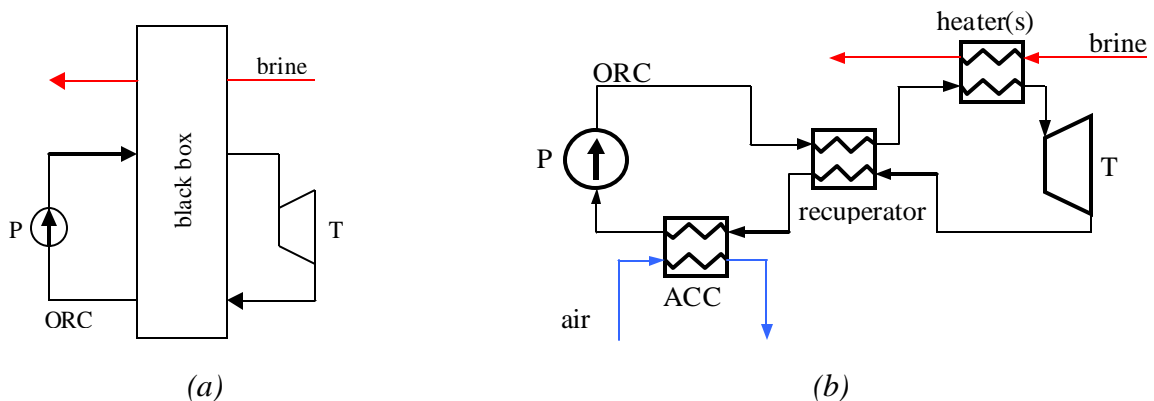 brine
black box
P
T
ORC
(a)
heater(s)
brine
ORC
P
T
recuperator
ACC
air
(b)